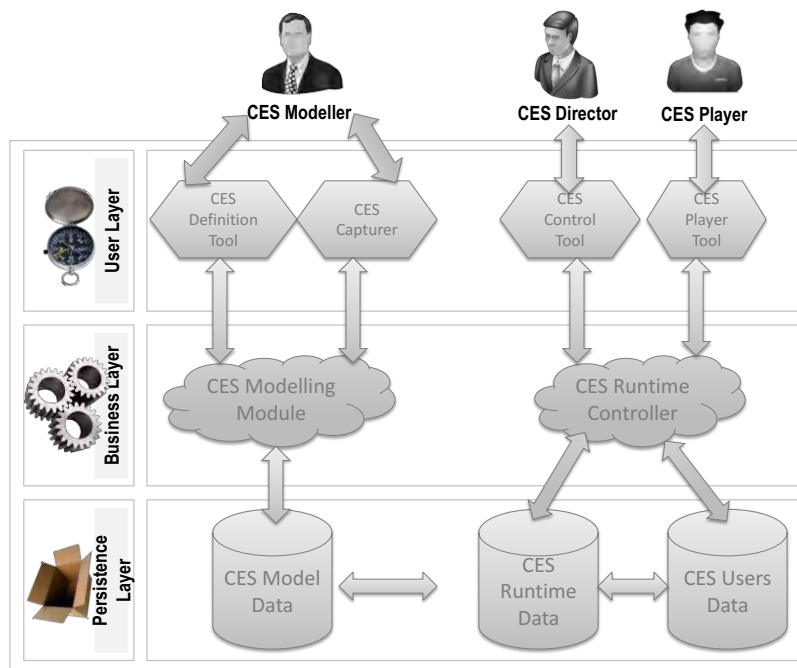 CES Modeller
CES Director
CES Player
User Layer
CES
Definition
Tool
CES
Capturer
CES
Control
Tool
CES
Player
Tool
Business Layer
CES Modelling
Module
CES Runtime
Controller
Persistence
Layer
CES Model
Data
CES
Runtime
Data
CES Users
Data